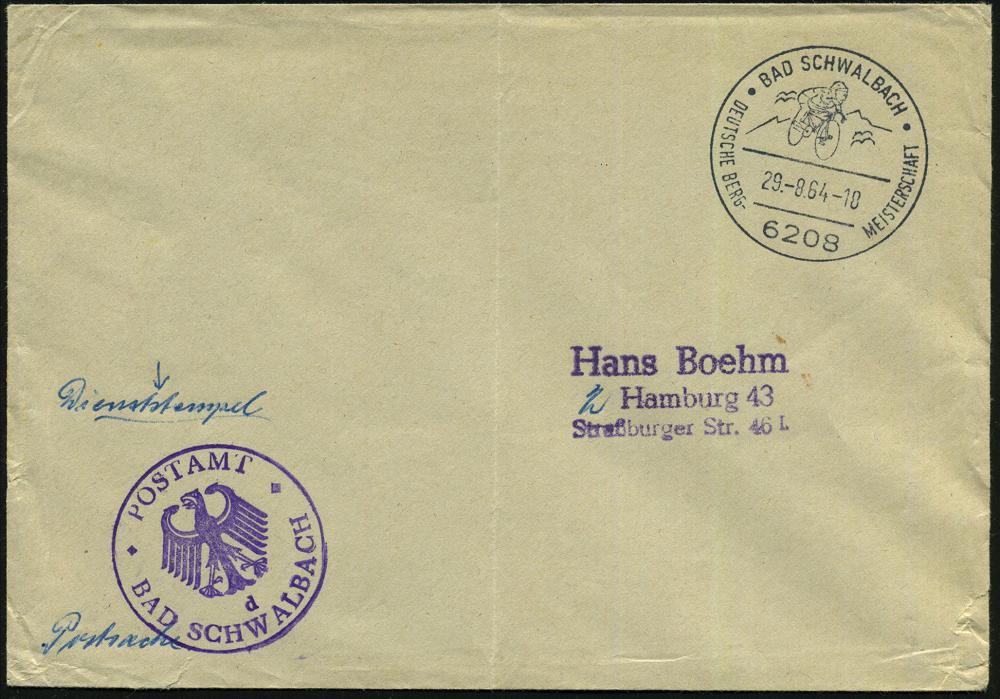 BAD SCHWALBACH
DEUTSCHE BERG-
MEISTERSCHAFT
29.-8.64-18
6208
Hans Boehm
2 Hamburg 43
Straßburger Str. 46 I.
Dienststempel
POSTAMT
d
BAD SCHWALBACH
Postsache